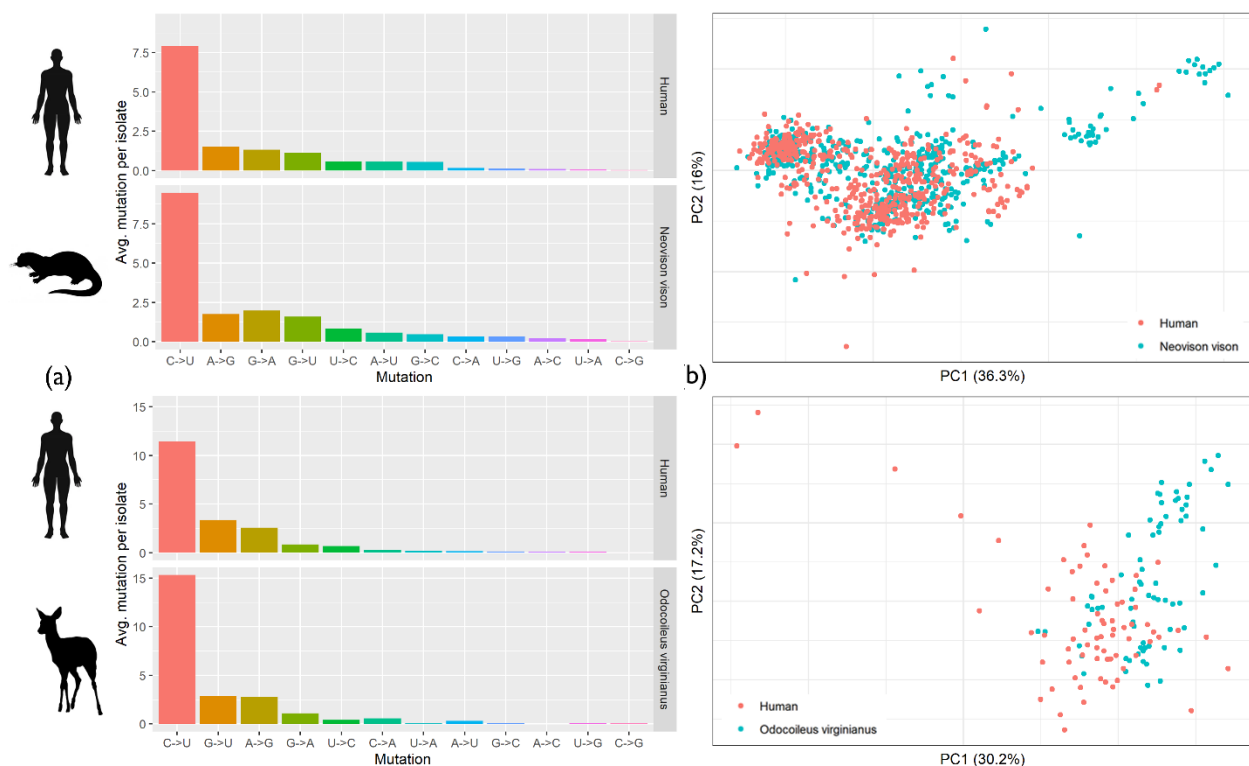 7.5
5.0
2.5
0.0
Human
7.5
5.0
2.5
0.0
Neovison vison
Avg. mutation per isolate
C->U A->G G->A G->U U->C A->U G->C C->A U->G A->C U->A C->G
Mutation
(a)
PC2 (16%)
Human
Neovison vison
PC1 (36.3%)
b)
15
10
5
0
Human
15
10
5
0
Odocoileus virginianus
Avg. mutation per isolate
C->U G->U A->G G->A U->C C->A U->A A->U G->C A->C U->G C->G
Mutation
PC2 (17.2%)
Human
Odocoileus virginianus
PC1 (30.2%)